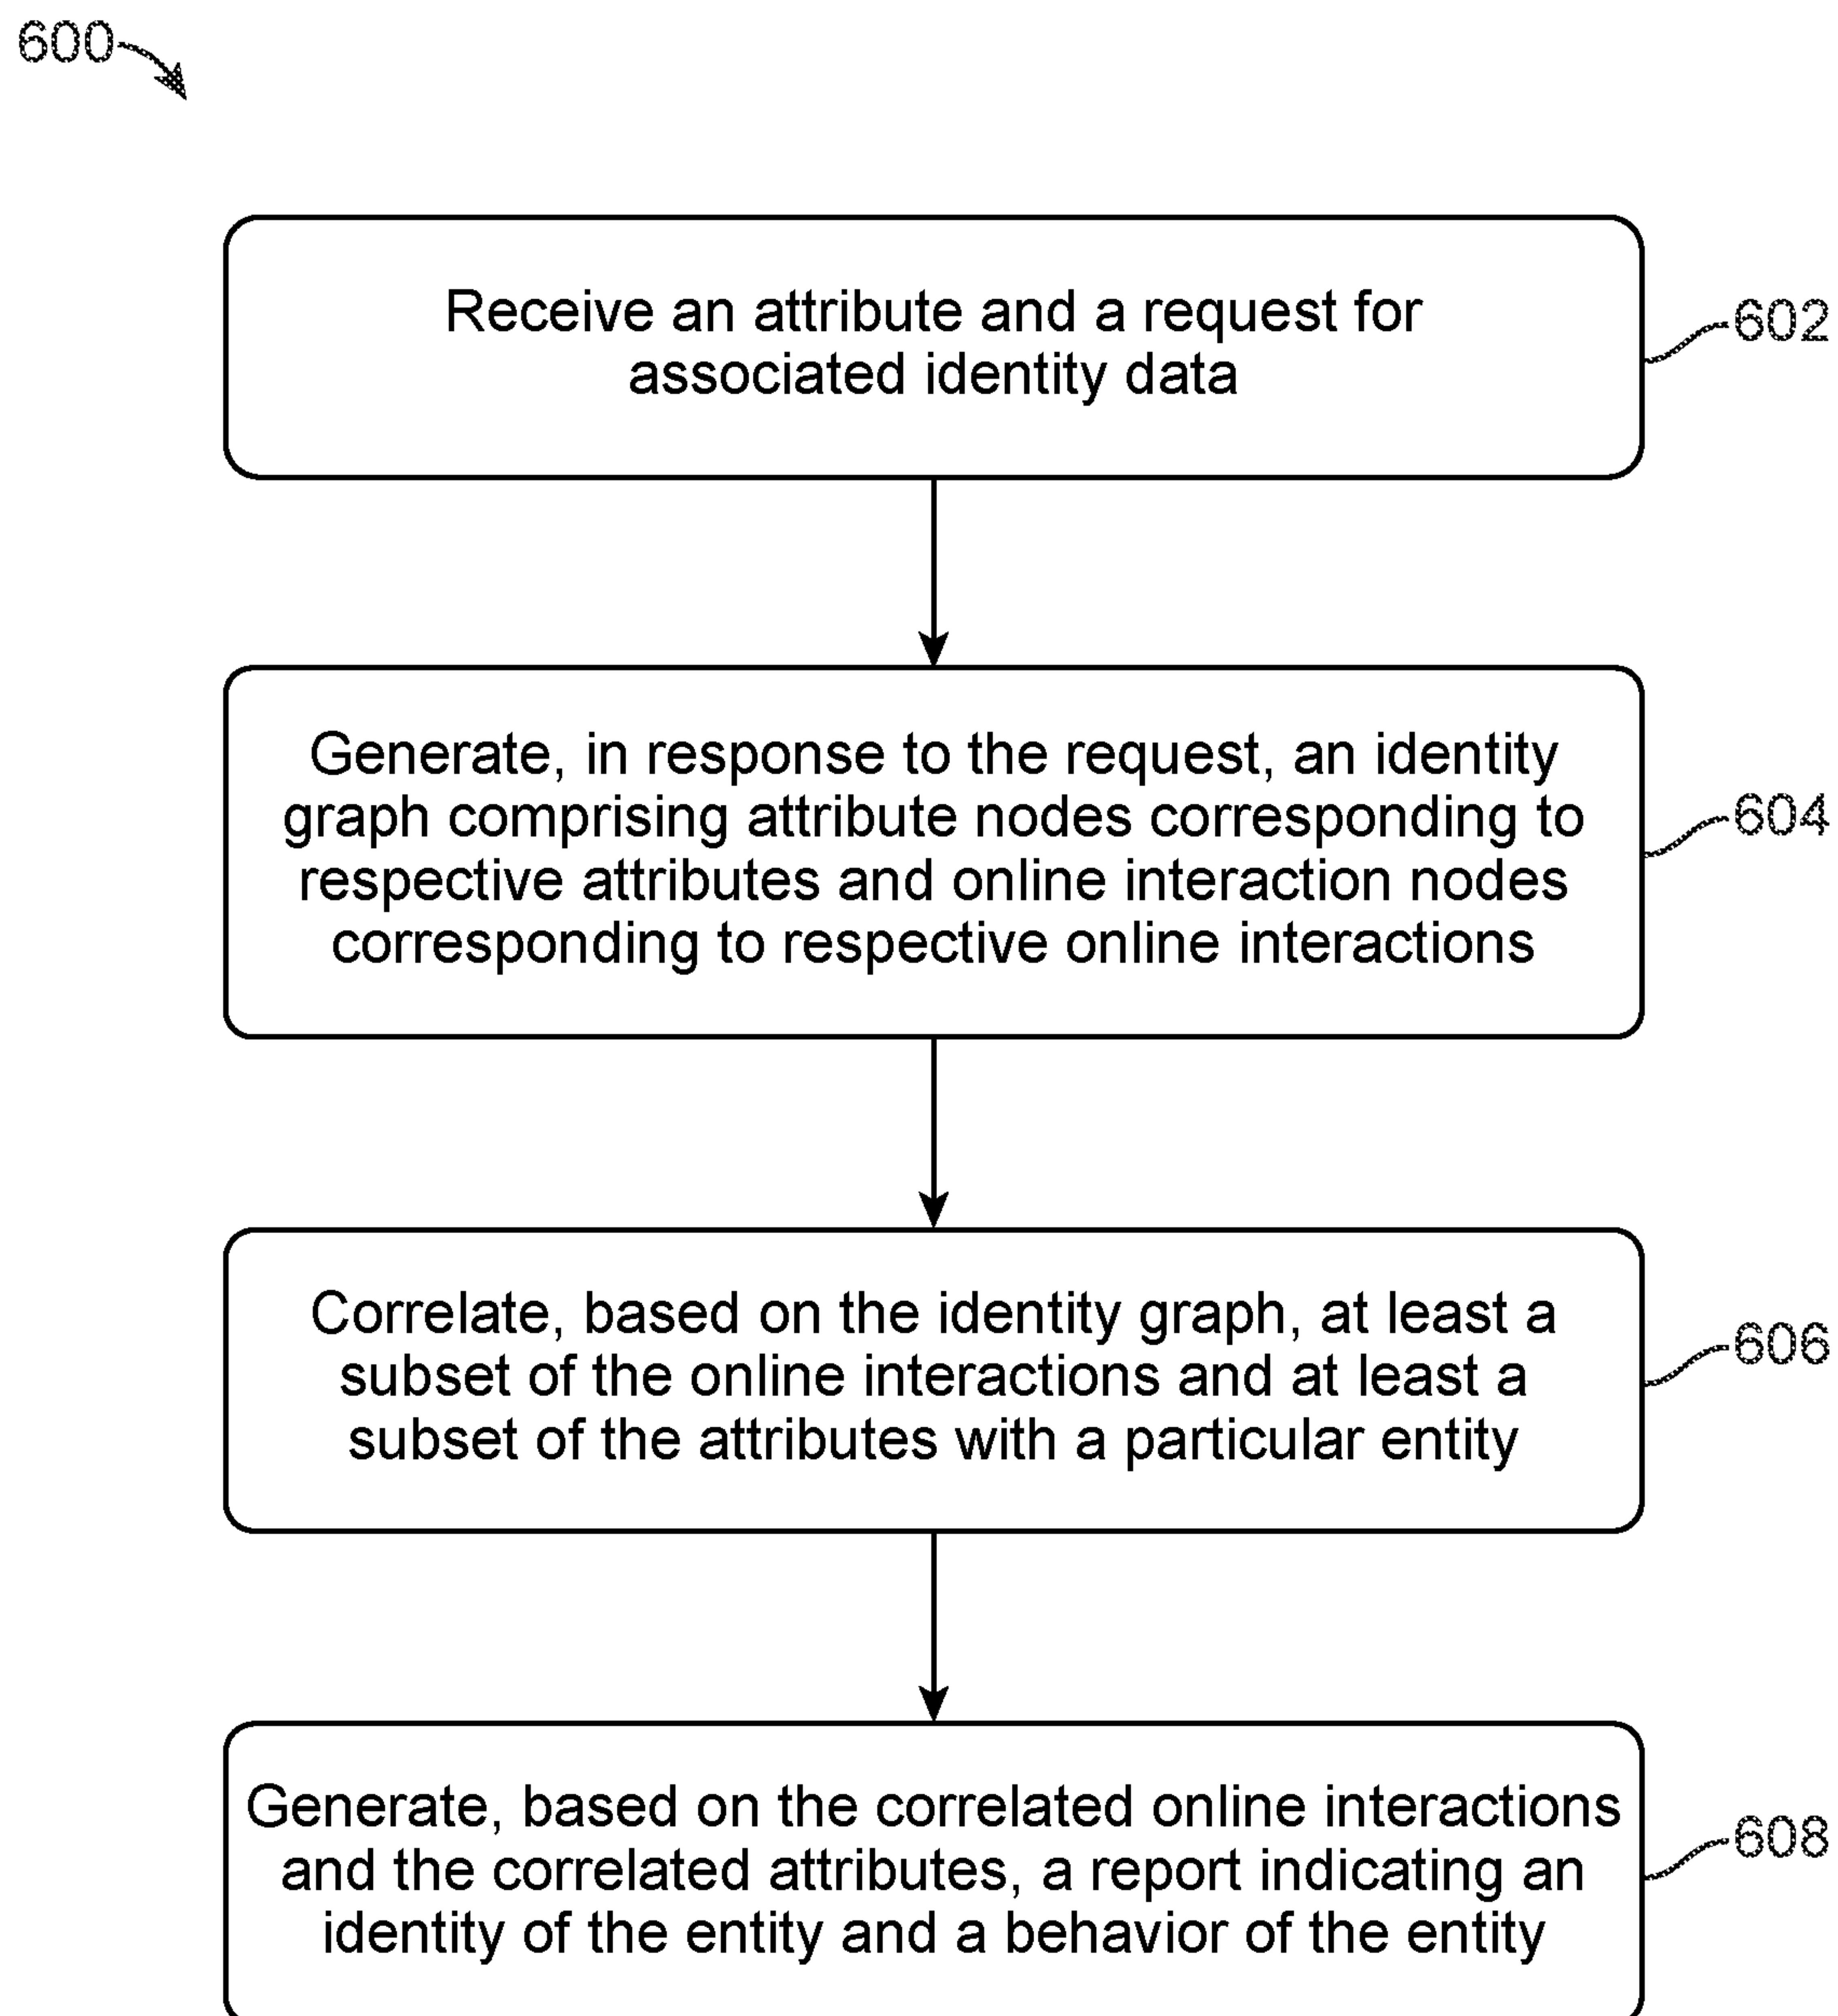 600
Receive an attribute and a request for
associated identity data
602
Generate, in response to the request, an identity
graph comprising attribute nodes corresponding to
respective attributes and online interaction nodes
corresponding to respective online interactions
604
Correlate, based on the identity graph, at least a
subset of the online interactions and at least a
subset of the attributes with a particular entity
606
Generate, based on the correlated online interactions
and the correlated attributes, a report indicating an
identity of the entity and a behavior of the entity
608